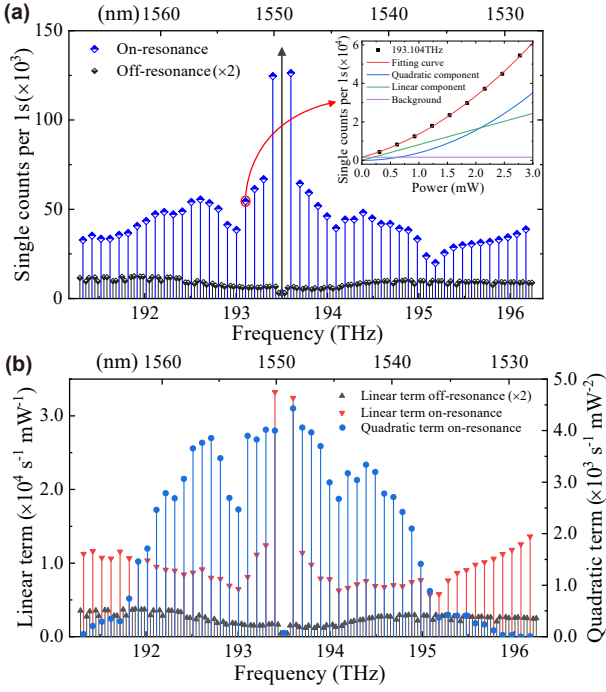 (a)
(nm) 1560 1550 1540 1530
150
100
50
0
Single counts per 1s(×10³)
On-resonance
Off-resonance (×2)
6
4
2
0
Single counts per 1s(×10⁴)
193.104THz
Fitting curve
Quadratic component
Linear component
Background
0.0 0.5 1.0 1.5 2.0 2.5 3.0
Power (mW)
192 193 194 195 196
Frequency (THz)
(b)
(nm) 1560 1550 1540 1530
3.0
2.0
1.0
0.0
Linear term (×10⁴ s⁻¹ mW⁻¹)
Linear term off-resonance (×2)
Linear term on-resonance
Quadratic term on-resonance
5.0
4.0
3.0
2.0
1.0
0.0
Quadratic term (×10³ s⁻¹ mW⁻²)
192 193 194 195 196
Frequency (THz)